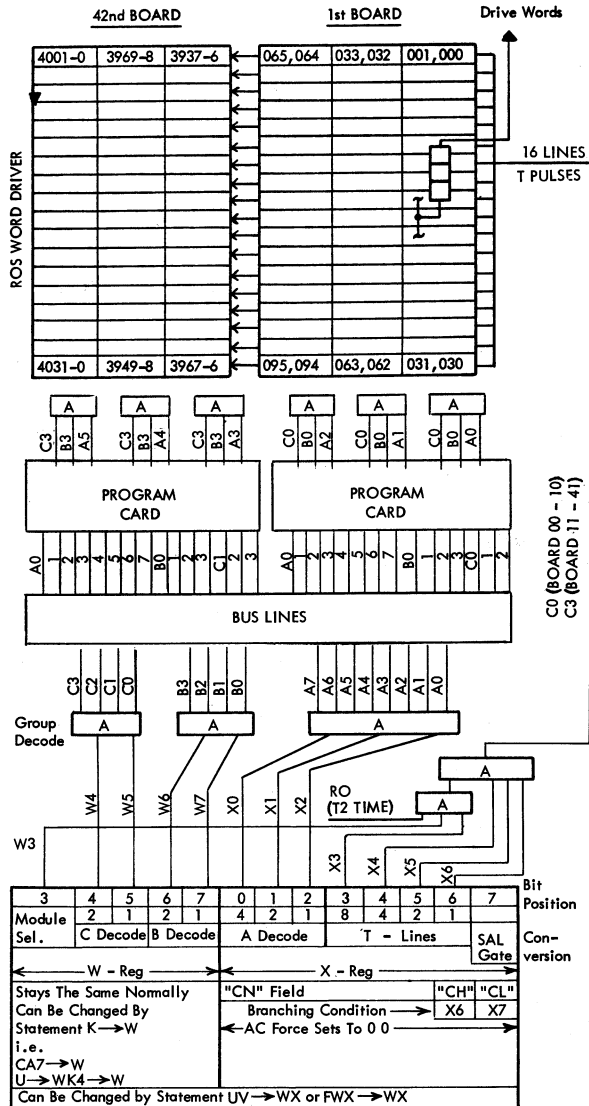 42nd BOARD 1st BOARD Drive Words
4001-0 3969-8 3937-6 065,064 033,032 001,000
16 LINES
T PULSES
ROS WORD DRIVER
4031-0 3949-8 3967-6 095,094 063,062 031,030
A A A A A A
C3 B3 A5 C3 B3 A4 C3 B3 A3 C0 B0 A2 C0 B0 A1 C0 B0 A0
PROGRAM CARD PROGRAM CARD
C0 (BOARD 00 - 10)
C3 (BOARD 11 - 41)
A0 1 2 3 4 5 6 7 B0 1 2 3 C1 2 3 A0 1 2 3 4 5 6 7 B0 1 2 3 C0 1 2
BUS LINES
C3 C2 C1 C0 B3 B2 B1 B0 A7 A6 A5 A4 A3 A2 A1 A0
Group Decode
A A A
A
RO
(T2 TIME)
A
W3 W4 W5 W6 W7 X0 X1 X2 X3 X4 X5 X6
3 4 5 6 7 0 1 2 3 4 5 6 7 Bit Position
Module Sel. 2 1 2 1 4 2 1 8 4 2 1
C Decode B Decode A Decode T - Lines SAL Gate Con-
version
W - Reg X - Reg
Stays The Same Normally
Can Be Changed By
Statement K→W
i.e.
CA7→W
U→WK4→W
"CN" Field "CH" "CL"
Branching Condition → X6 X7
AC Force Sets To 0 0
Can be Changed by Statement UV→WX or FWX→WX